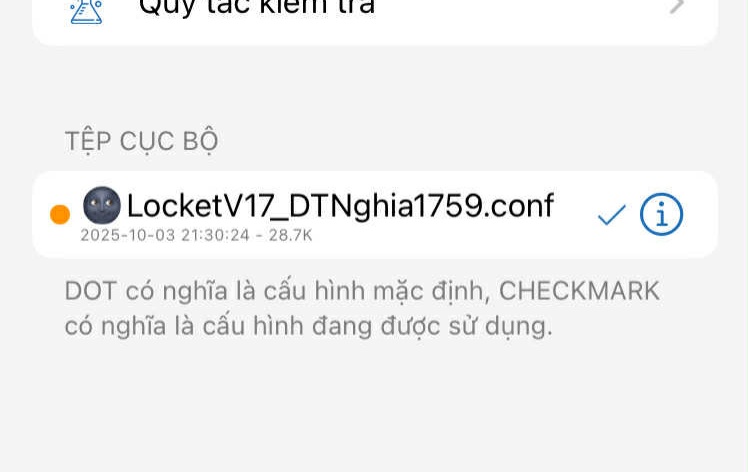 Quy tắc kiểm tra
TỆP CỤC BỘ
🌚LocketV17_DTNghia1759.conf
2025-10-03 21:30:24 - 28.7K
DOT có nghĩa là cấu hình mặc định, CHECKMARK
có nghĩa là cấu hình đang được sử dụng.